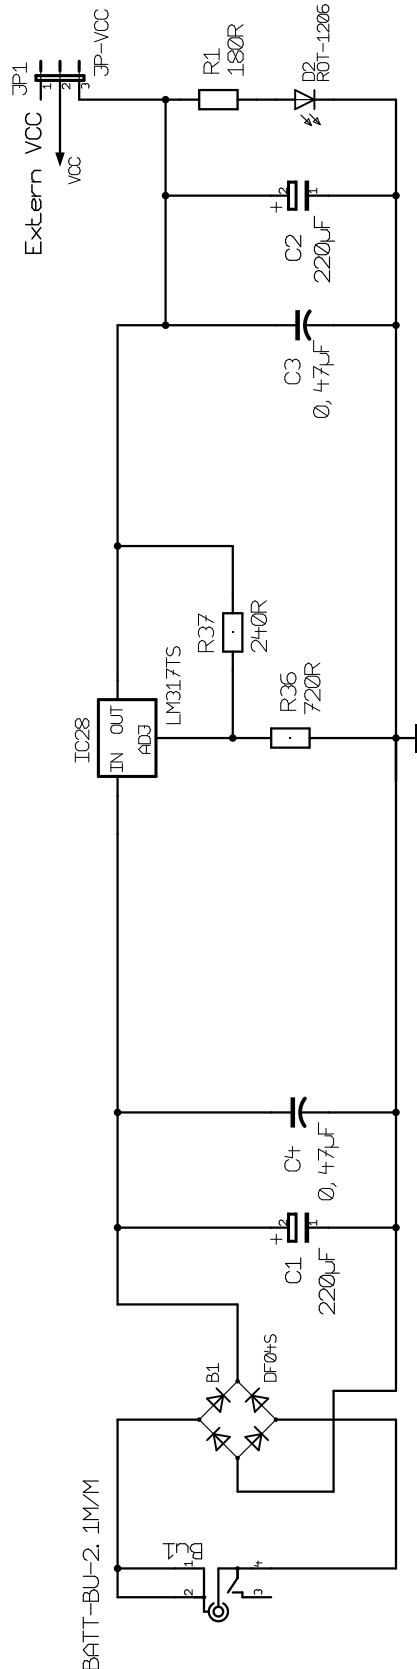 BATT-BU-2.1M/M
DC1
1
2
3
4
B1
DF04S
C1
220µF
+
2
1
C4
0,47µF
IC28
IN OUT
ADJ
LM317TS
R37
240R
R36
720R
C3
0,47µF
C2
220µF
+
2
1
Extern VCC
VCC
JP1
1
2
3
JP-VCC
R1
180R
D2
ROT-1206